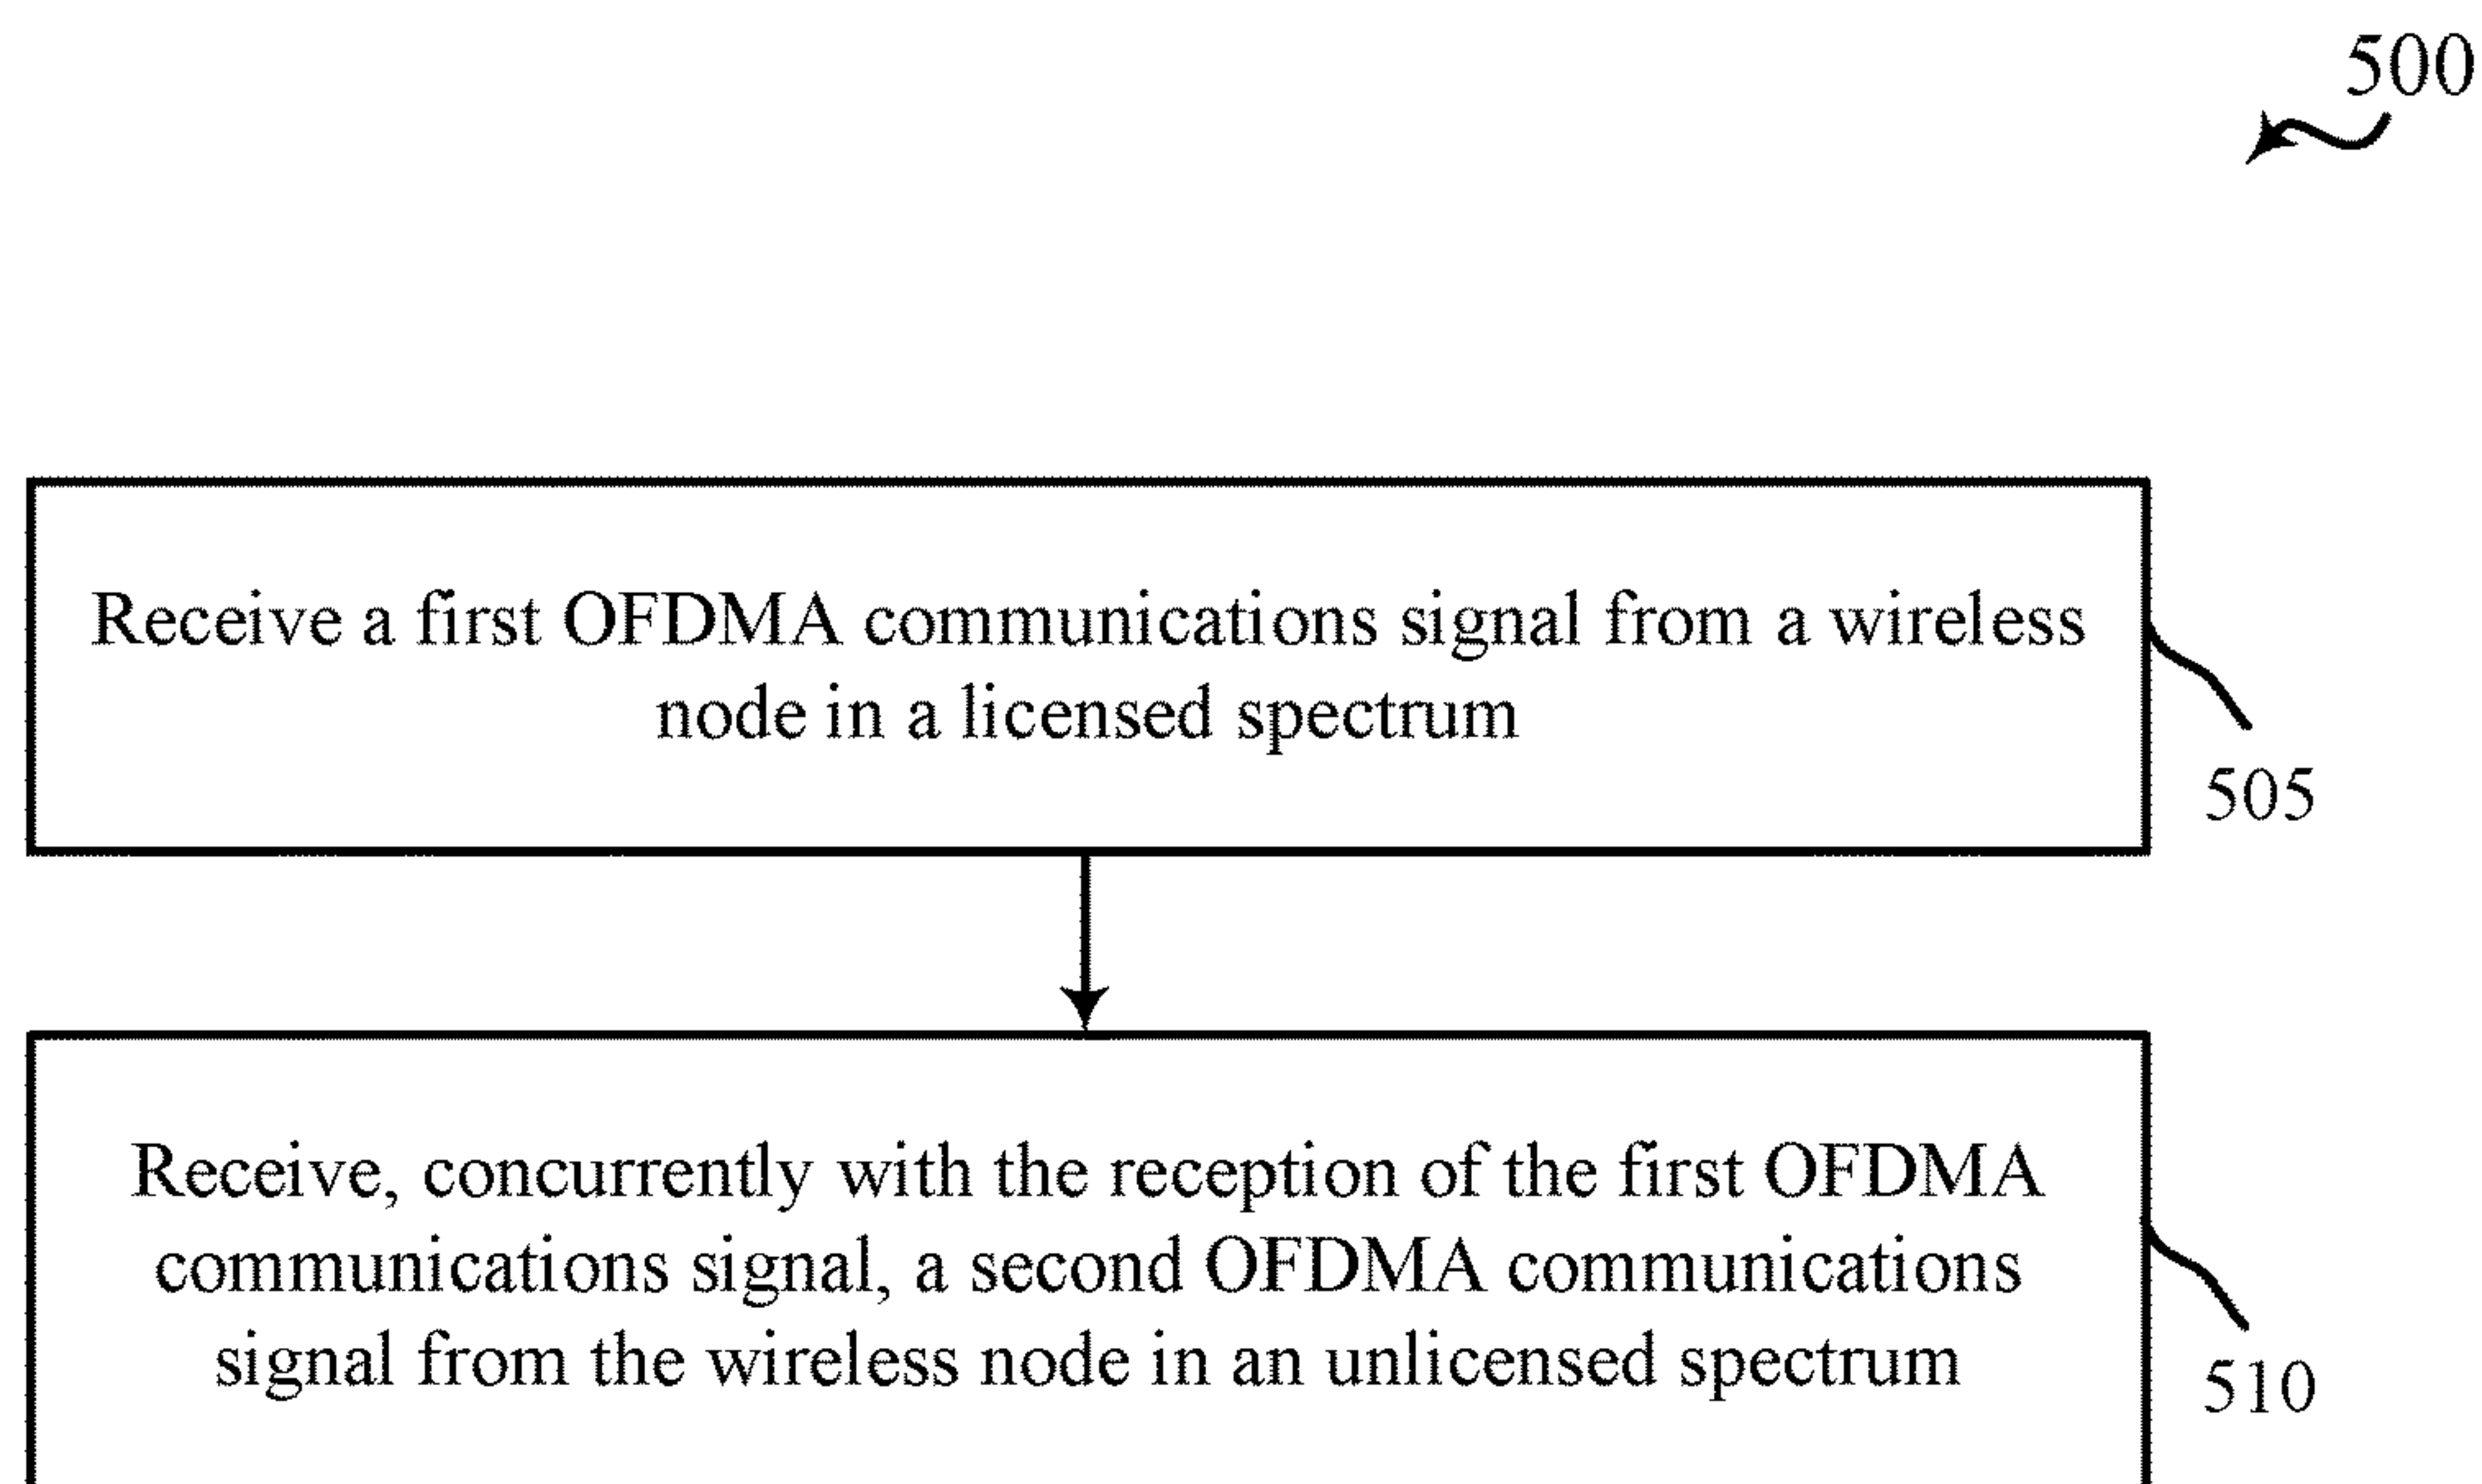 500
Receive a first OFDMA communications signal from a wireless
node in a licensed spectrum
505
Receive, concurrently with the reception of the first OFDMA
communications signal, a second OFDMA communications
signal from the wireless node in an unlicensed spectrum
510